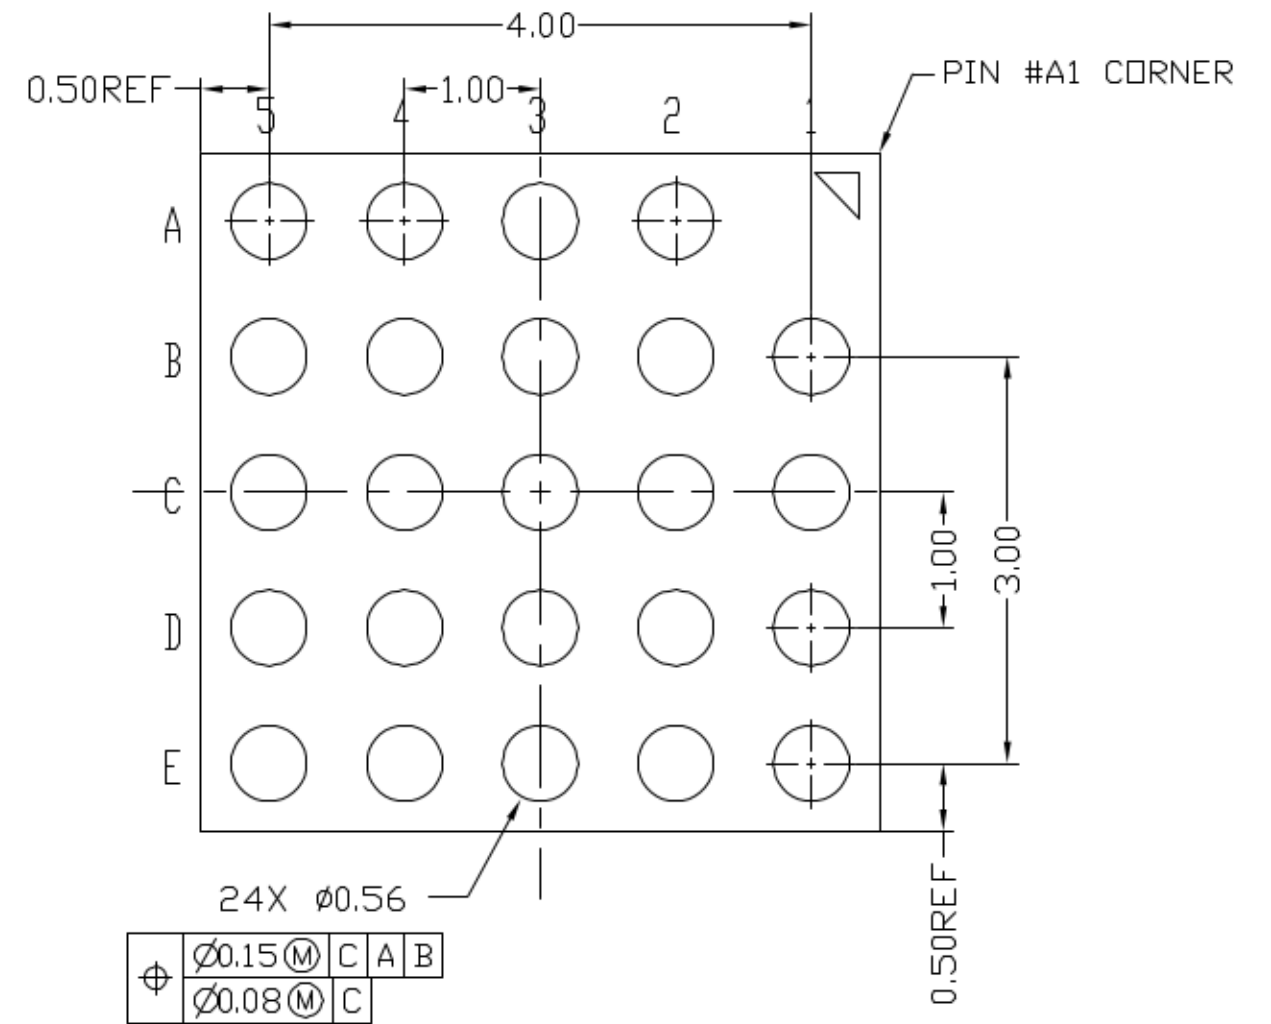 4.00
PIN #A1 CORNER
0.50REF
1.00
5 4 3 2 1
A
B
C
D
E
1.00
3.00
0.50REF
24X Ø0.56
⌖ Ø0.15 Ⓜ C A B
Ø0.08 Ⓜ C